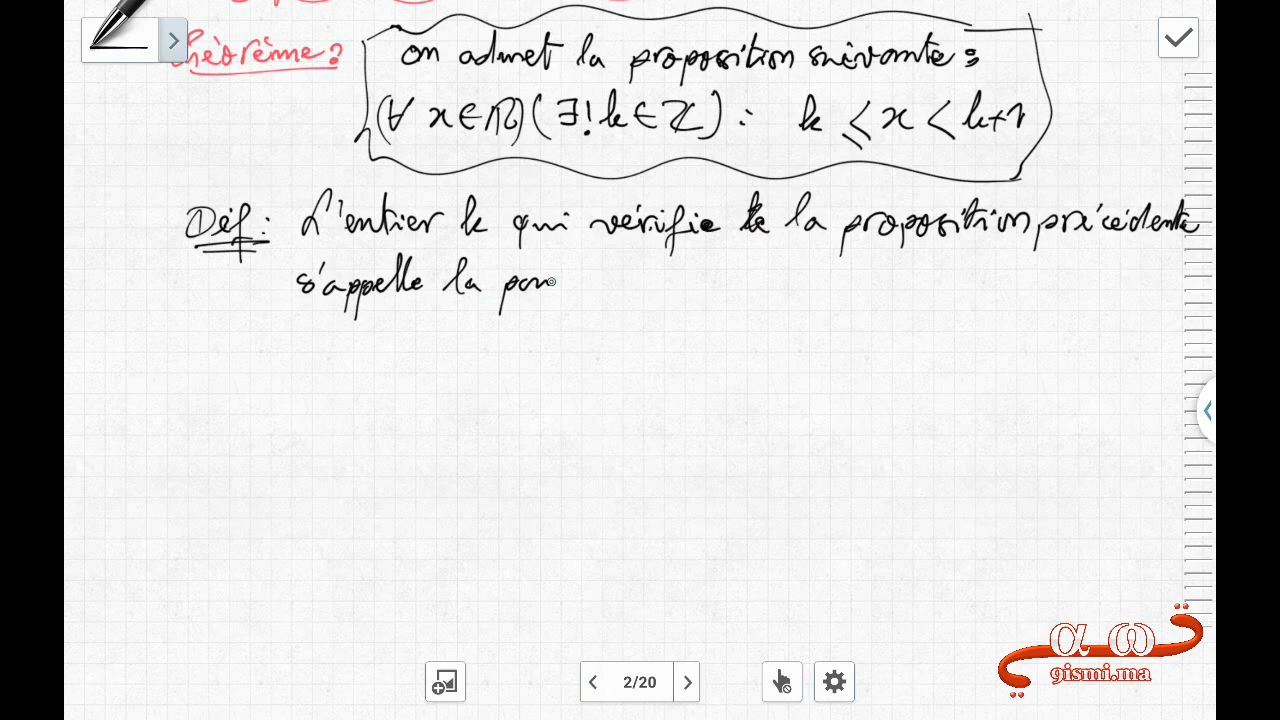 Théorème:
on admet la proposition suivante:
(∀ x∈ℝ)(∃! k∈ℤ): k ≤ x < k+1
Déf: L'entier k qui vérifie la proposition précédente
s'appelle la par
2/20
α ω
gismi.ma